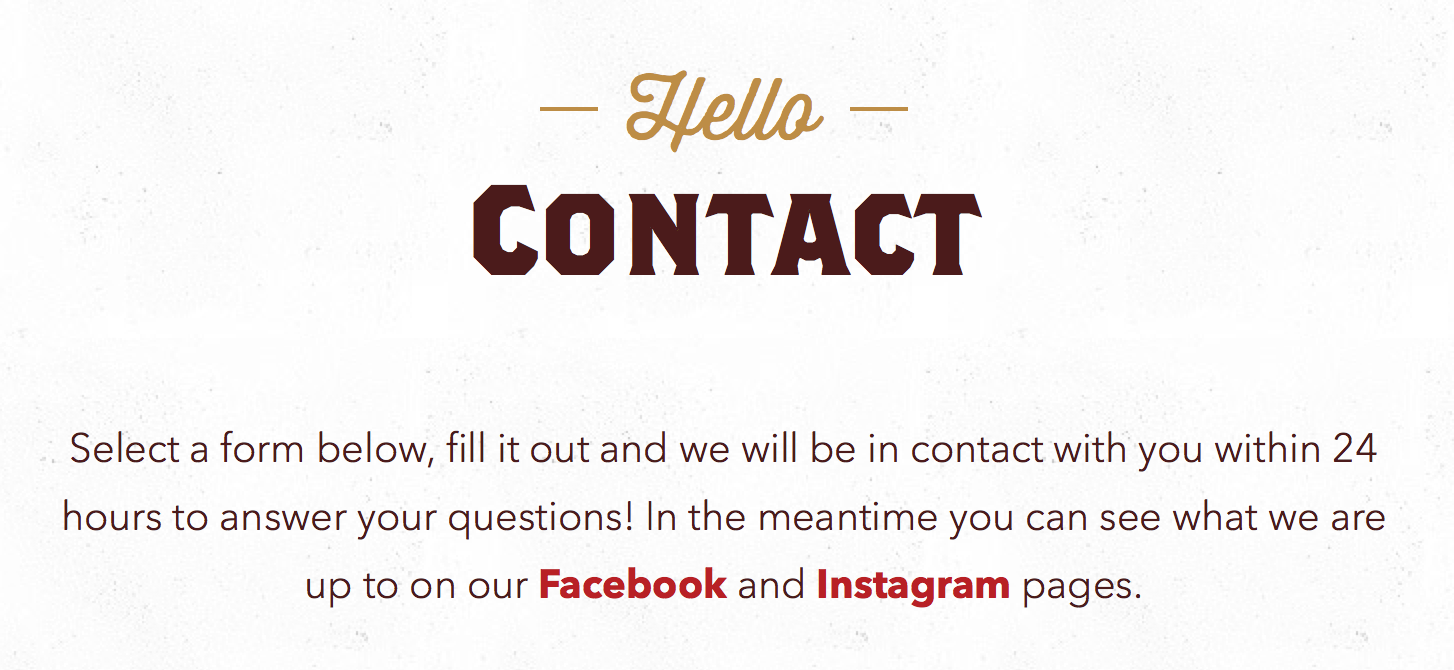 Hello
CONTACT
Select a form below, fill it out and we will be in contact with you within 24
hours to answer your questions! In the meantime you can see what we are
up to on our Facebook and Instagram pages.